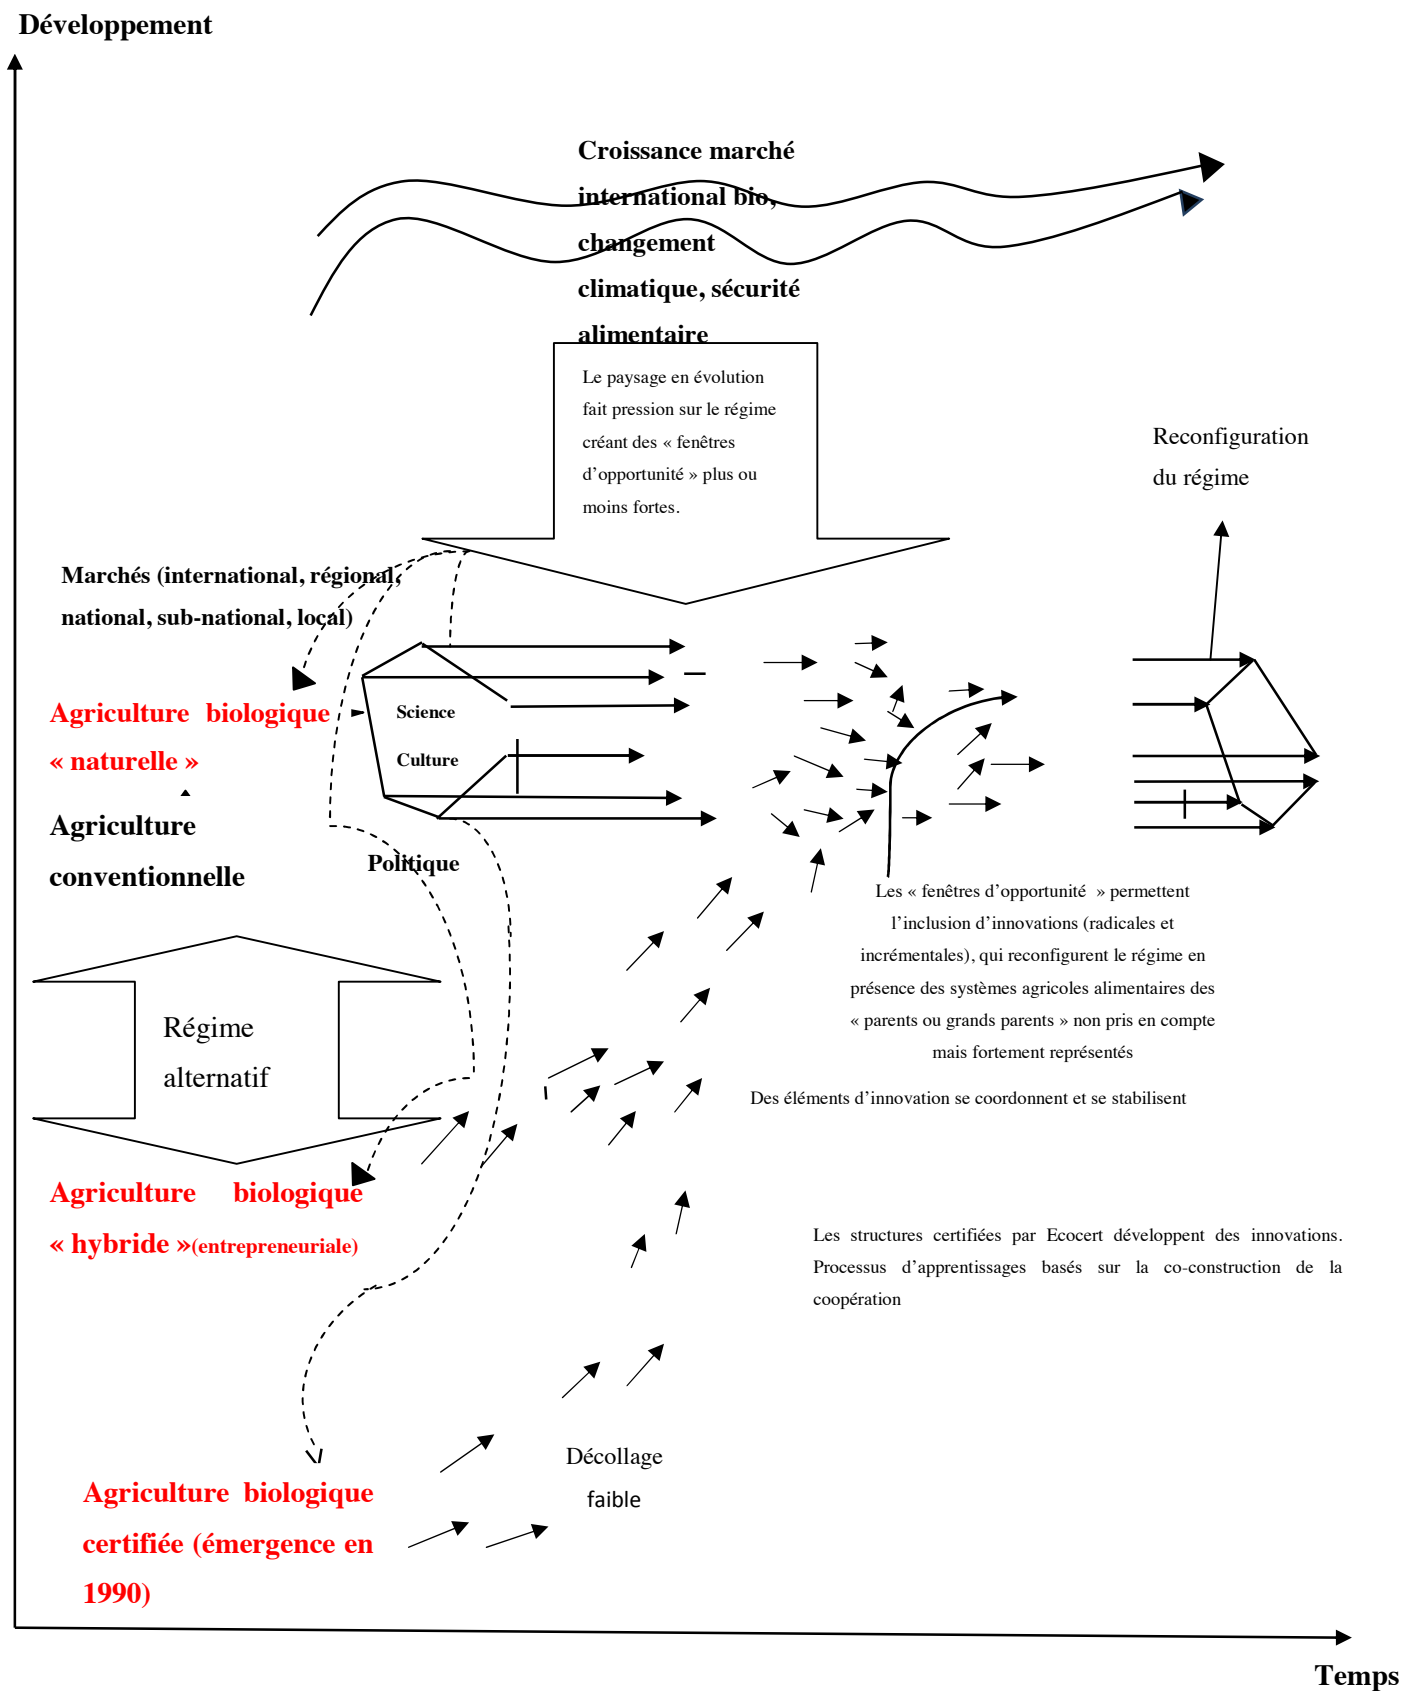 Développement
Croissance marché
international bio,
changement
climatique, sécurité
alimentaire
Le paysage en évolution
fait pression sur le régime
créant des « fenêtres
d’opportunité » plus ou
moins fortes.
Reconfiguration
du régime
Marchés (international, régional,
national, sub-national, local)
Agriculture biologique
« naturelle »
Science
Culture
Agriculture
conventionnelle
Politique
Les « fenêtres d’opportunité » permettent
l’inclusion d’innovations (radicales et
incrémentales), qui reconfigurent le régime en
présence des systèmes agricoles alimentaires des
« parents ou grands parents » non pris en compte
mais fortement représentés
Régime
alternatif
Des éléments d’innovation se coordonnent et se stabilisent
Agriculture biologique
« hybride »(entrepreneuriale)
Les structures certifiées par Ecocert développent des innovations.
Processus d’apprentissages basés sur la co-construction de la
coopération
Décollage
faible
Agriculture biologique
certifiée (émergence en
1990)
Temps